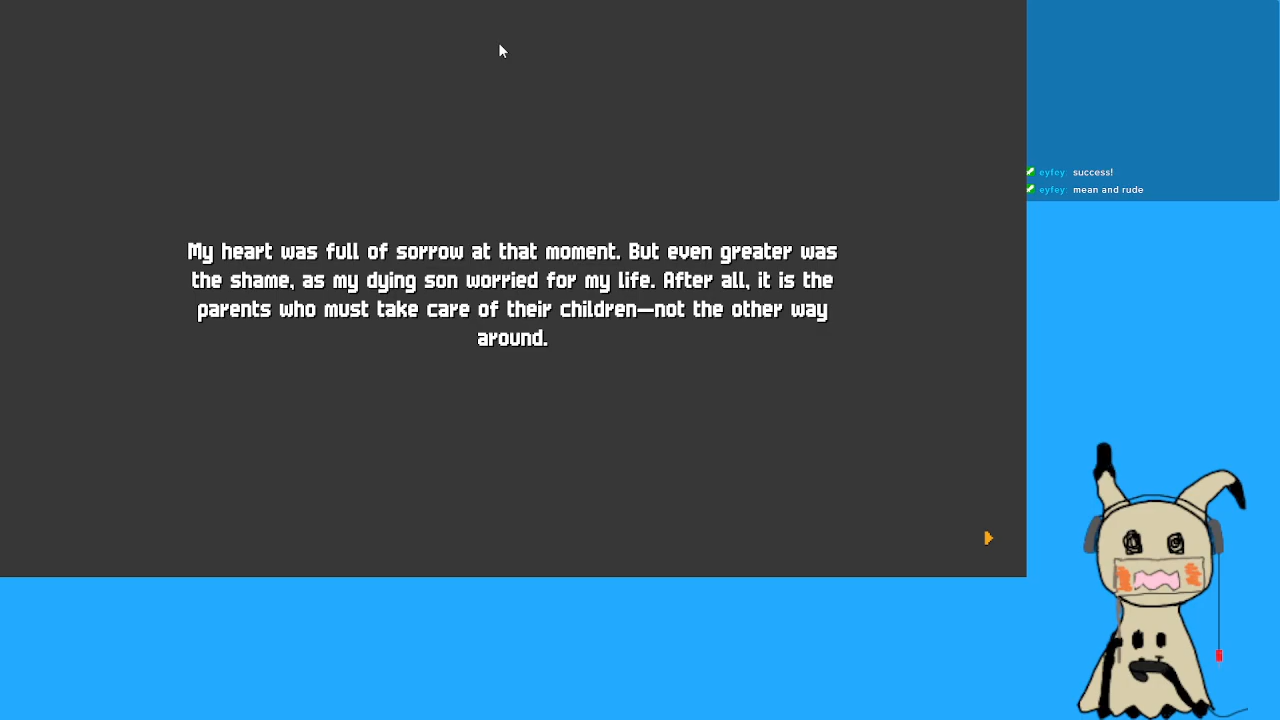 eyfey: success!
eyfey: mean and rude
My heart was full of sorrow at that moment. But even greater was
the shame, as my dying son worried for my life. After all, it is the
parents who must take care of their children—not the other way
around.